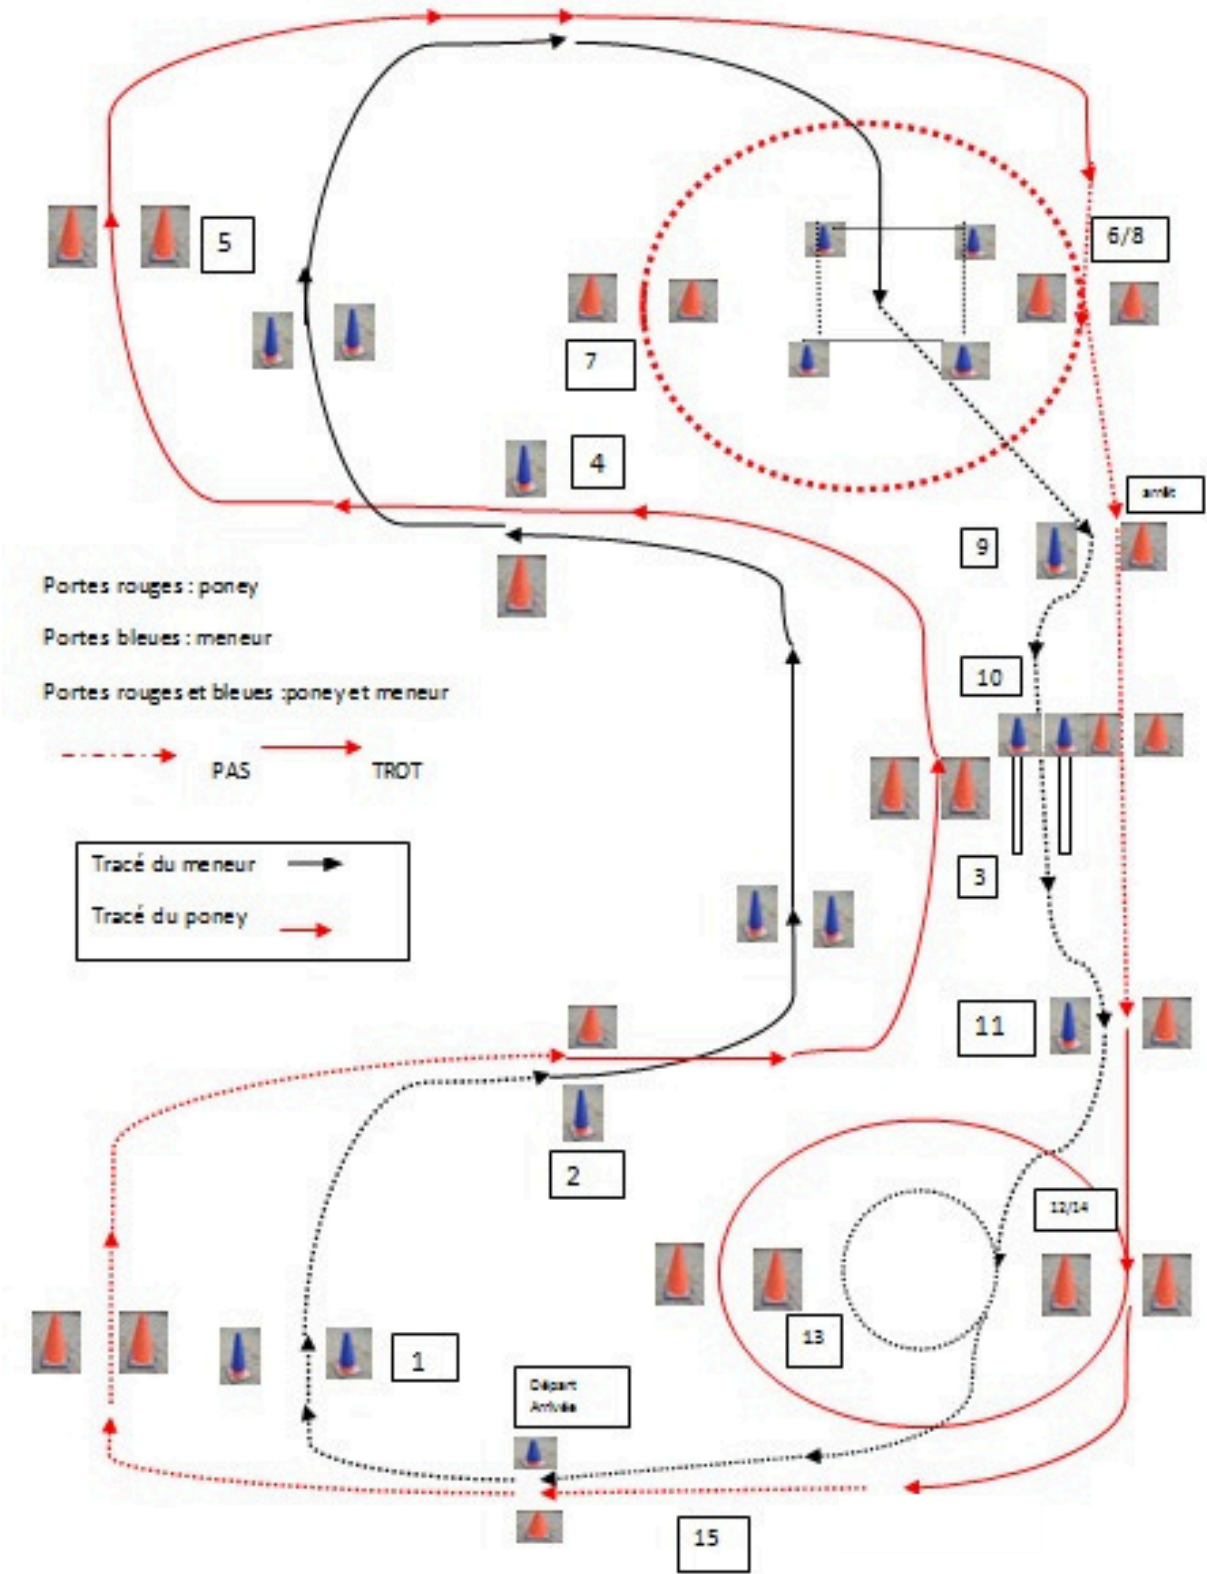 5
6/8
7
4
arrêt
9
Portes rouges : poney
Portes bleues : meneur
Portes rouges et bleues :poney et meneur
10
PAS
TROT
Tracé du meneur
3
Tracé du poney
11
2
12/14
13
1
Départ
Arrivée
15